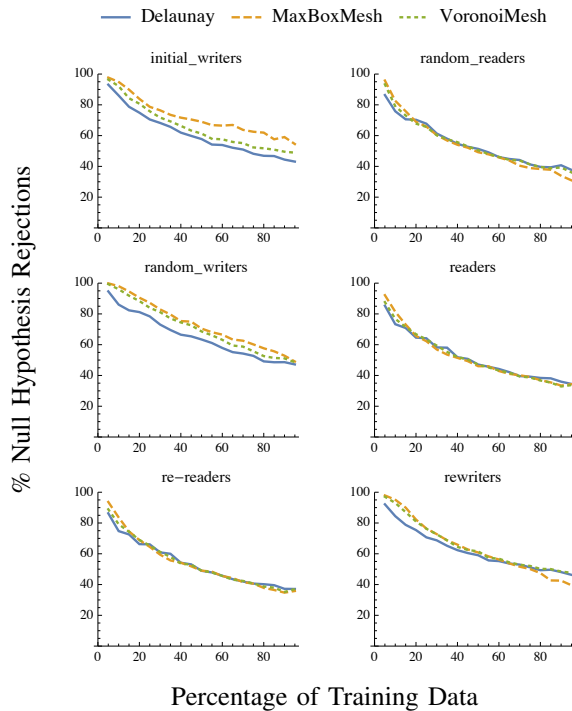 Delaunay MaxBoxMesh VoronoiMesh
initial_writers random_readers
100 100
80 80
60 60
40 40
20 20
0 20 40 60 80 0 20 40 60 80
random_writers readers
100 100
80 80
60 60
40 40
20 20
0 20 40 60 80 0 20 40 60 80
re-readers rewriters
100 100
80 80
60 60
40 40
20 20
0 20 40 60 80 0 20 40 60 80
% Null Hypothesis Rejections
Percentage of Training Data